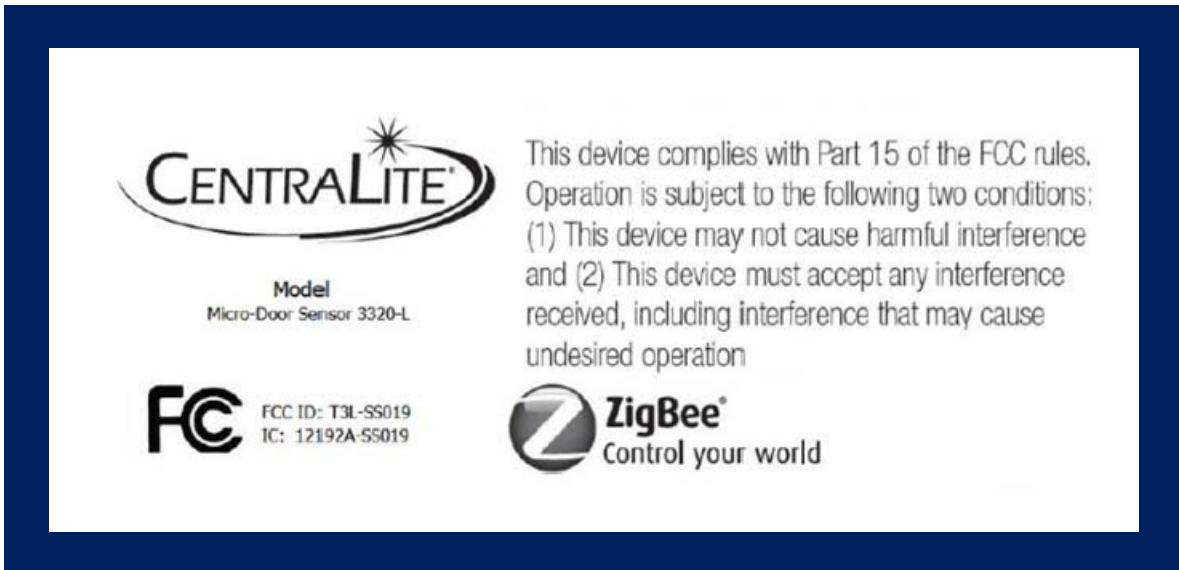 CENTRALITE®
Model
Micro-Door Sensor 3320-L
FC
FCC ID: T3L-SS019
IC: 12192A-SS019
This device complies with Part 15 of the FCC rules.
Operation is subject to the following two conditions:
(1) This device may not cause harmful interference
and (2) This device must accept any interference
received, including interference that may cause
undesired operation
Z
ZigBee®
Control your world